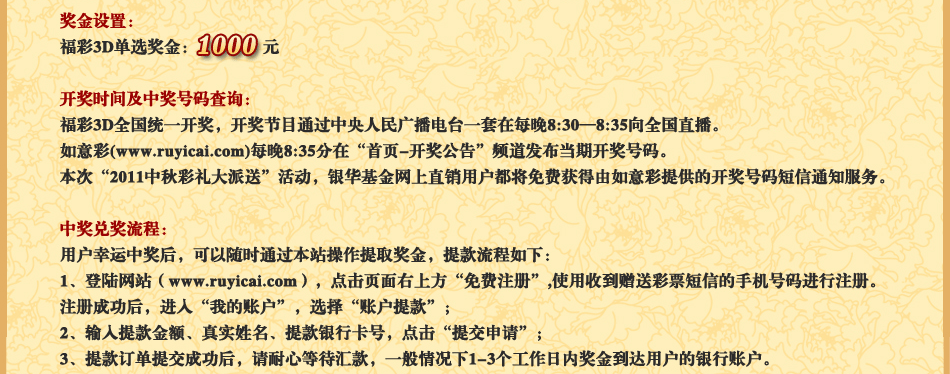 奖金设置：
福彩3D单选奖金：1000 元
开奖时间及中奖号码查询：
福彩3D全国统一开奖，开奖节目通过中央人民广播电台一套在每晚8:30—8:35向全国直播。
如意彩(www.ruyicai.com)每晚8:35分在“首页-开奖公告”频道发布当期开奖号码。
本次“2011中秋彩礼大派送”活动，银华基金网上直销用户都将免费获得由如意彩提供的开奖号码短信通知服务。
中奖兑奖流程：
用户幸运中奖后，可以随时通过本站操作提取奖金，提款流程如下：
1、登陆网站（www.ruyicai.com），点击页面右上方“免费注册”,使用收到赠送彩票短信的手机号码进行注册。
注册成功后，进入“我的账户”，选择“账户提款”；
2、输入提款金额、真实姓名、提款银行卡号，点击“提交申请”；
3、提款订单提交成功后，请耐心等待汇款，一般情况下1-3个工作日内奖金到达用户的银行账户。